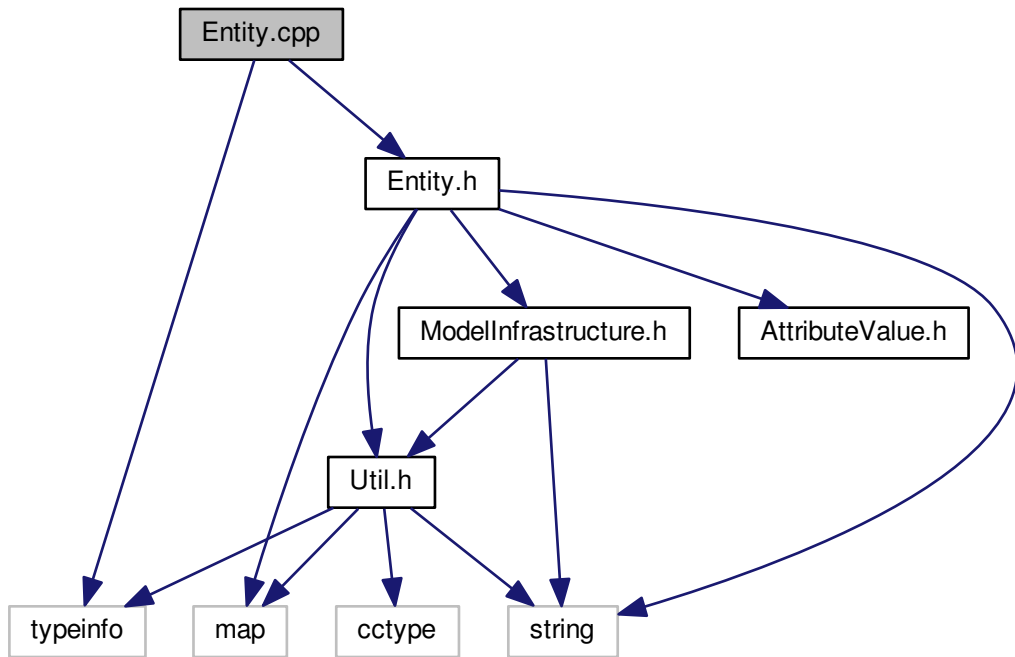 Entity.cpp
Entity.h
ModelInfrastructure.h
AttributeValue.h
Util.h
typeinfo
map
cctype
string